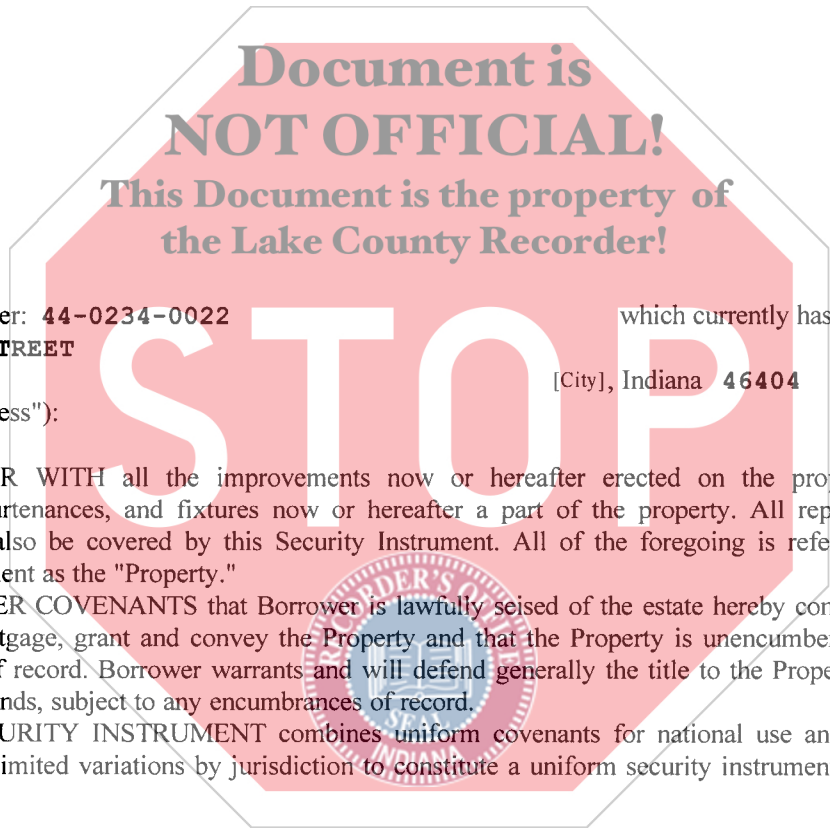 Document is
NOT OFFICIAL!
This Document is the property of
the Lake County Recorder!
er: 44-0234-0022 which currently has
TREET
[City], Indiana 46404
ess"):
STOP
R WITH all the improvements now or hereafter erected on the prop
rtenances, and fixtures now or hereafter a part of the property. All rep
also be covered by this Security Instrument. All of the foregoing is refe
ent as the "Property."
ER COVENANTS that Borrower is lawfully seised of the estate hereby con
tgage, grant and convey the Property and that the Property is unencumber
f record. Borrower warrants and will defend generally the title to the Prope
nds, subject to any encumbrances of record.
URITY INSTRUMENT combines uniform covenants for national use an
imited variations by jurisdiction to constitute a uniform security instrumen
RECORDER'S OFFICE
SEAL
INDIANA